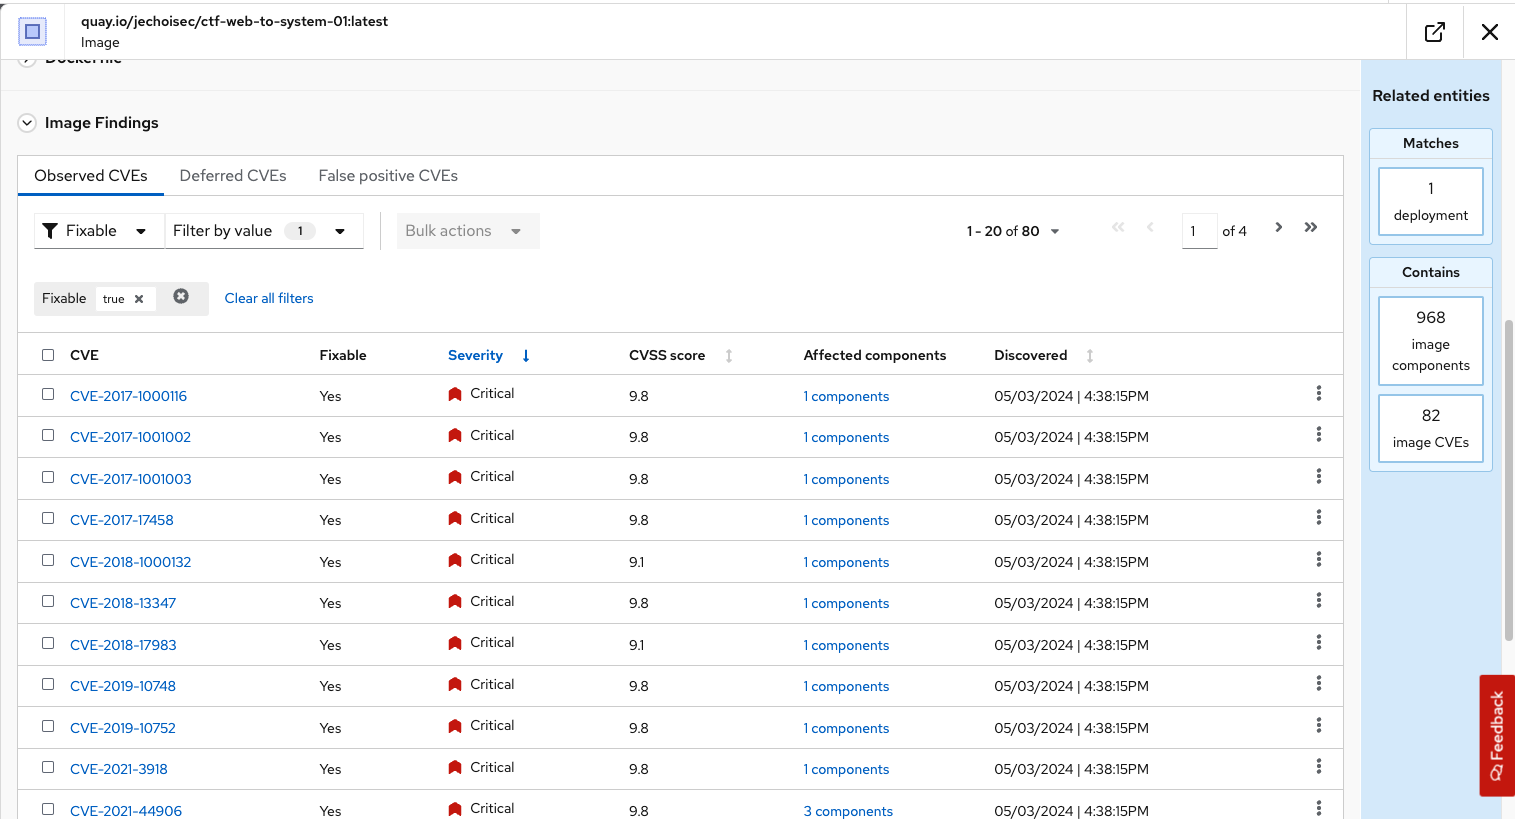 quay.io/jechoisec/ctf-web-to-system-01:latest
Image
Dockerfile
Image Findings
Observed CVEs Deferred CVEs False positive CVEs
Fixable Filter by value 1 Bulk actions 1 - 20 of 80 1 of 4
Fixable true Clear all filters
CVE Fixable Severity CVSS score Affected components Discovered
CVE-2017-1000116 Yes Critical 9.8 1 components 05/03/2024 | 4:38:15PM
CVE-2017-1001002 Yes Critical 9.8 1 components 05/03/2024 | 4:38:15PM
CVE-2017-1001003 Yes Critical 9.8 1 components 05/03/2024 | 4:38:15PM
CVE-2017-17458 Yes Critical 9.8 1 components 05/03/2024 | 4:38:15PM
CVE-2018-1000132 Yes Critical 9.1 1 components 05/03/2024 | 4:38:15PM
CVE-2018-13347 Yes Critical 9.8 1 components 05/03/2024 | 4:38:15PM
CVE-2018-17983 Yes Critical 9.1 1 components 05/03/2024 | 4:38:15PM
CVE-2019-10748 Yes Critical 9.8 1 components 05/03/2024 | 4:38:15PM
CVE-2019-10752 Yes Critical 9.8 1 components 05/03/2024 | 4:38:15PM
CVE-2021-3918 Yes Critical 9.8 1 components 05/03/2024 | 4:38:15PM
CVE-2021-44906 Yes Critical 9.8 3 components 05/03/2024 | 4:38:15PM
Related entities
Matches
1
deployment
Contains
968
image
components
82
image CVEs
Feedback